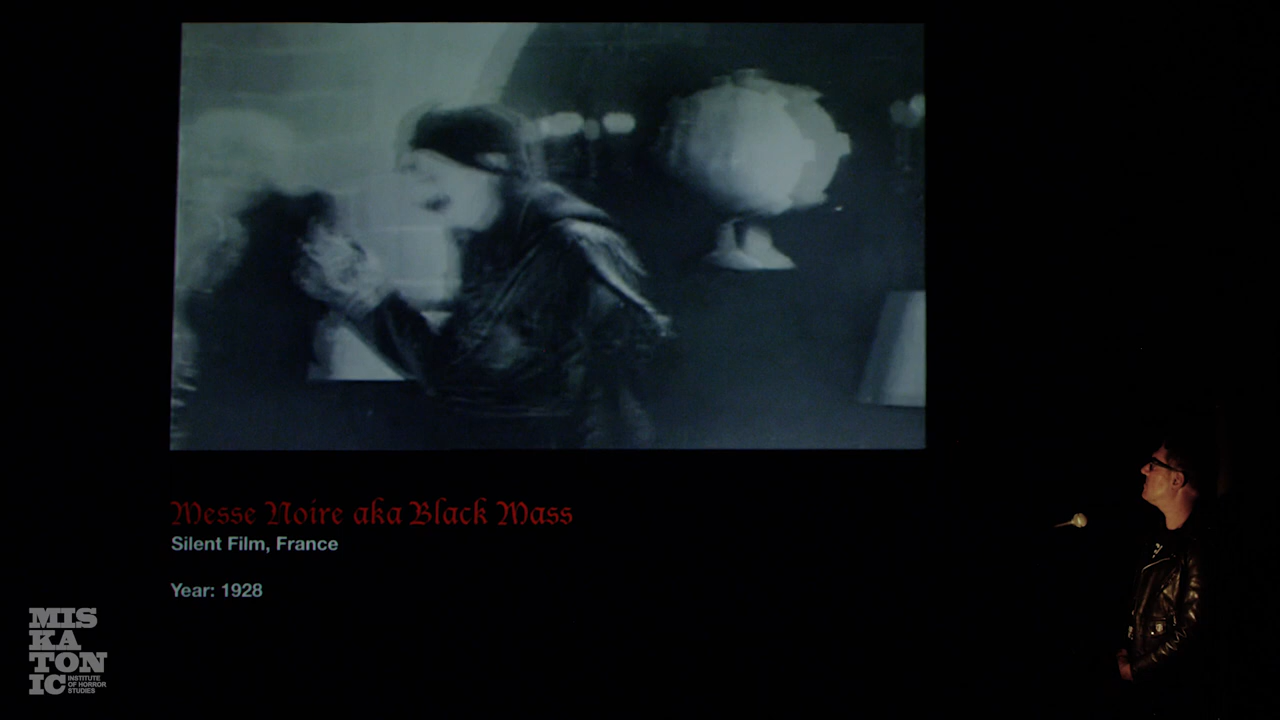 Messe Noire aka Black Mass
Silent Film, France
Year: 1928
MIS
KA
TON
IC INSTITUTE
OF HORROR
STUDIES